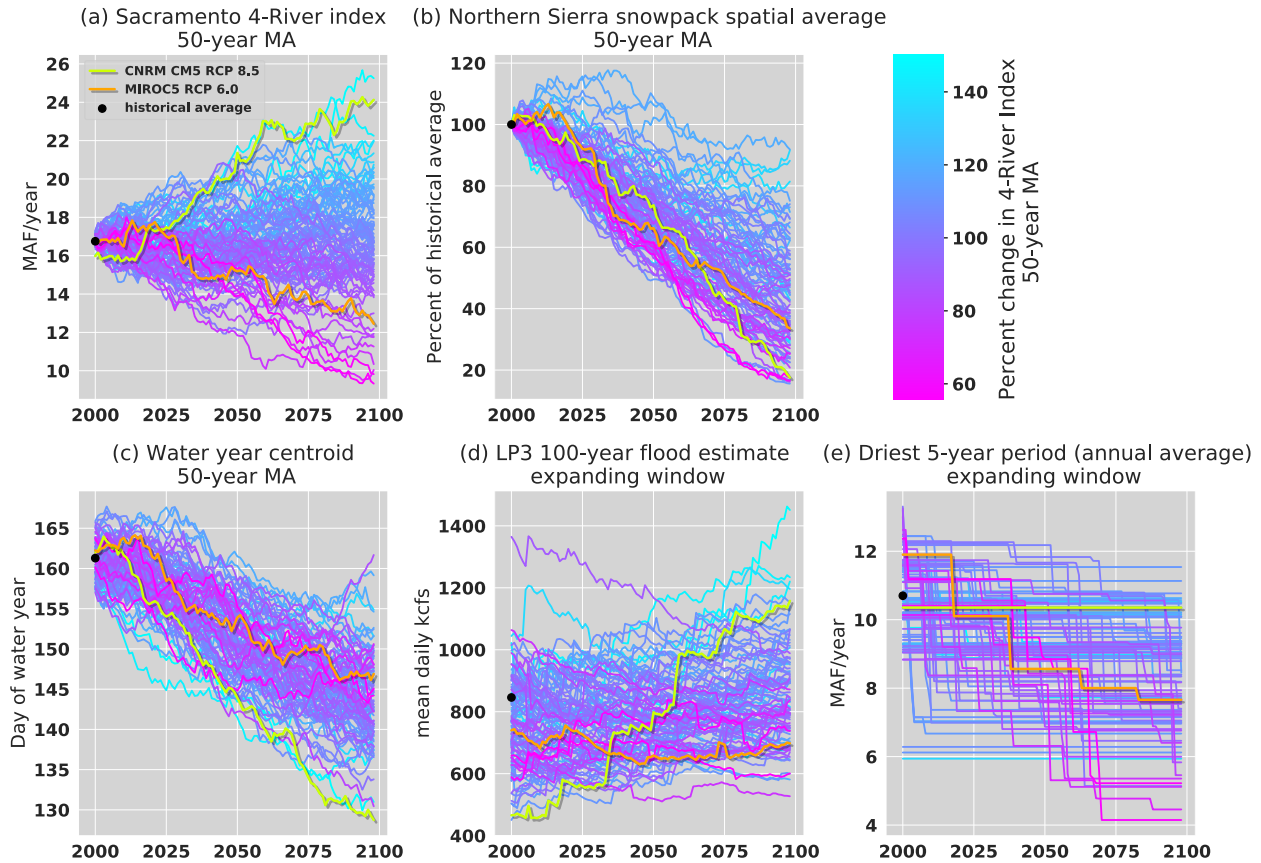 (a) Sacramento 4-River index
50-year MA
(b) Northern Sierra snowpack spatial average
50-year MA
MAF/year
26
24
22
20
18
16
14
12
10
CNRM CM5 RCP 8.5
MIROC5 RCP 6.0
historical average
2000 2025 2050 2075 2100
Percent of historical average
120
100
80
60
40
20
2000 2025 2050 2075 2100
140
120
100
80
60
Percent change in 4-River Index
50-year MA
(c) Water year centroid
50-year MA
(d) LP3 100-year flood estimate
expanding window
(e) Driest 5-year period (annual average)
expanding window
Day of water year
165
160
155
150
145
140
135
130
2000 2025 2050 2075 2100
mean daily kcfs
1400
1200
1000
800
600
400
2000 2025 2050 2075 2100
MAF/year
12
10
8
6
4
2000 2025 2050 2075 2100